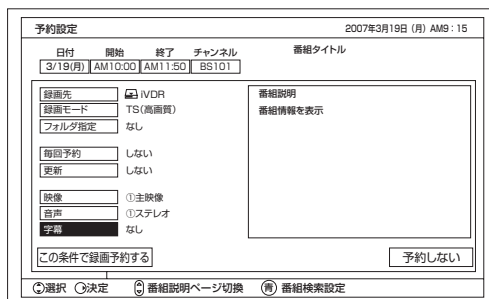 予約設定 2007年3月19日 (月) AM9：15
日付 開始 終了 チャンネル 番組タイトル
3/19(月) AM10:00 AM11:50 BS101
録画先 iVDR
録画モード TS(高画質)
フォルダ指定 なし
毎回予約 しない
更新 しない
映像 ①主映像
音声 ①ステレオ
字幕 なし
番組説明
番組情報を表示
この条件で録画予約する 予約しない
選択 決定 番組説明ページ切換 青 番組検索設定